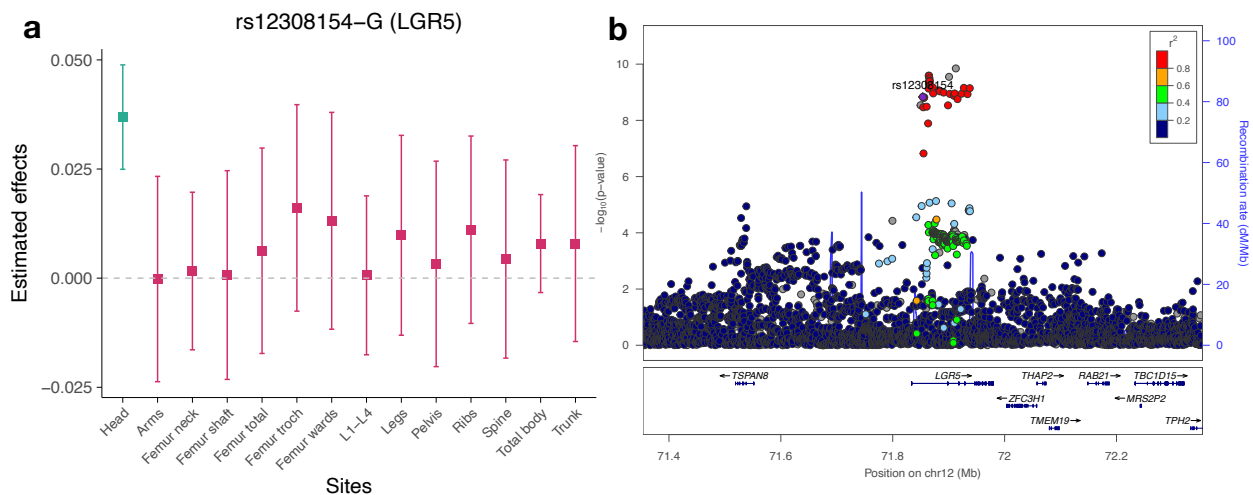 a
rs12308154−G (LGR5)
0.050
0.025
0.000
−0.025
Estimated effects
Head
Arms
Femur neck
Femur shaft
Femur total
Femur troch
Femur wards
L1−L4
Legs
Pelvis
Ribs
Spine
Total body
Trunk
Sites
b
10
8
6
4
2
0
−log10(p−value)
rs12308154
r2
0.8
0.6
0.4
0.2
100
80
60
40
20
0
Recombination rate (cM/Mb)
TSPAN8
LGR5
THAP2
RAB21
TBC1D15
ZFC3H1
MRS2P2
TMEM19
TPH2
71.4
71.6
71.8
72
72.2
Position on chr12 (Mb)